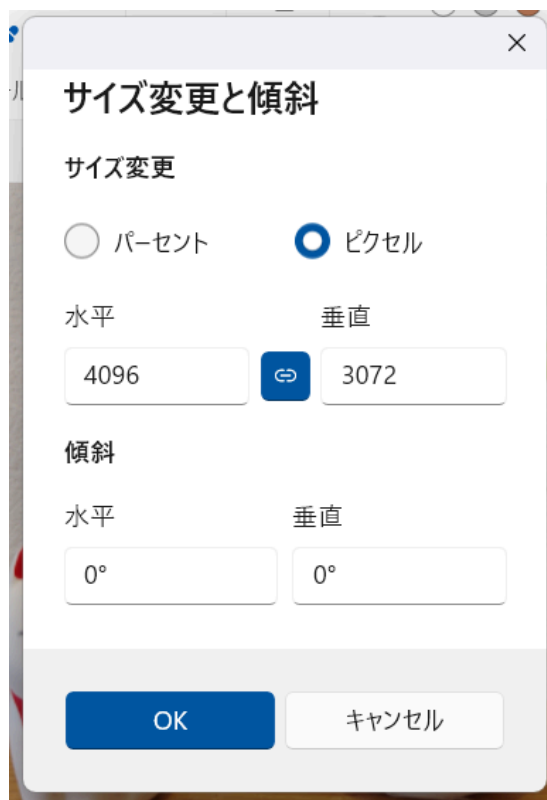 サイズ変更と傾斜
サイズ変更
パーセント ピクセル
水平 垂直
4096 3072
傾斜
水平 垂直
0° 0°
OK キャンセル